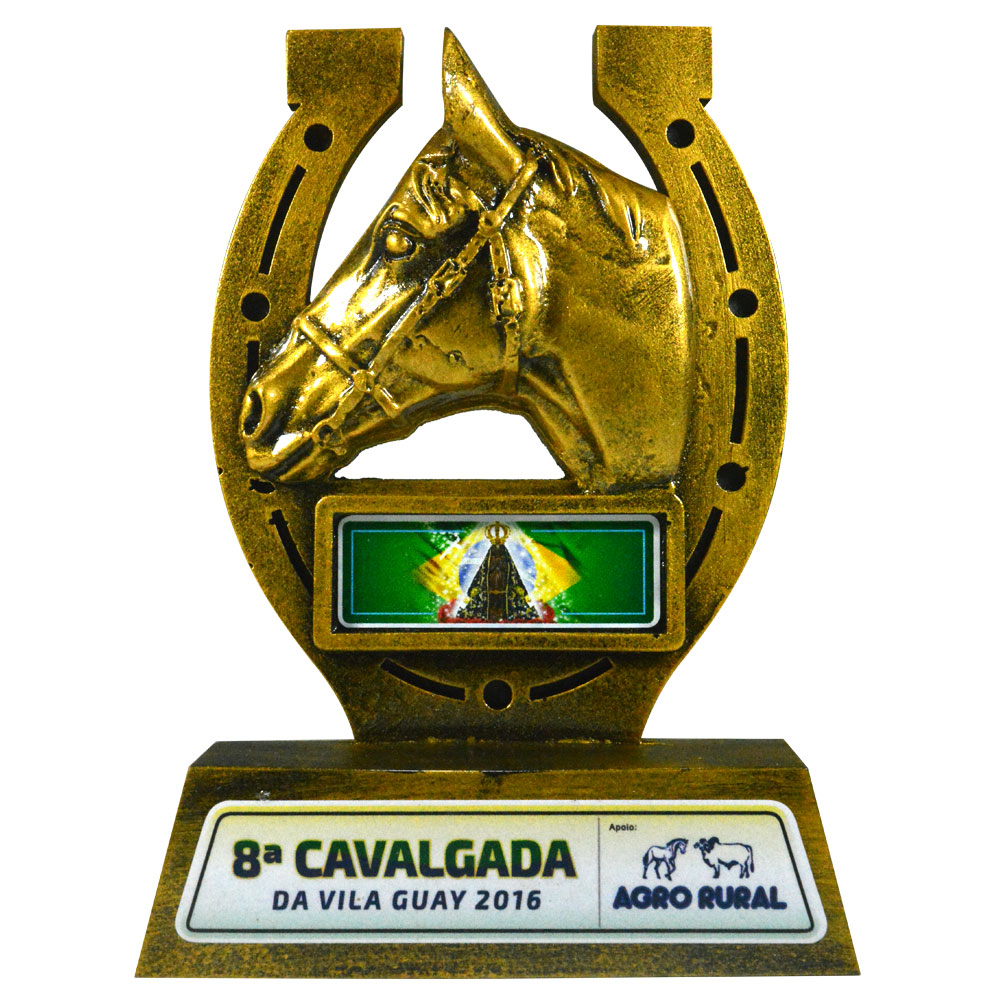 8ª CAVALGADA
DA VILA GUAY 2016
Apoio:
AGRO RURAL